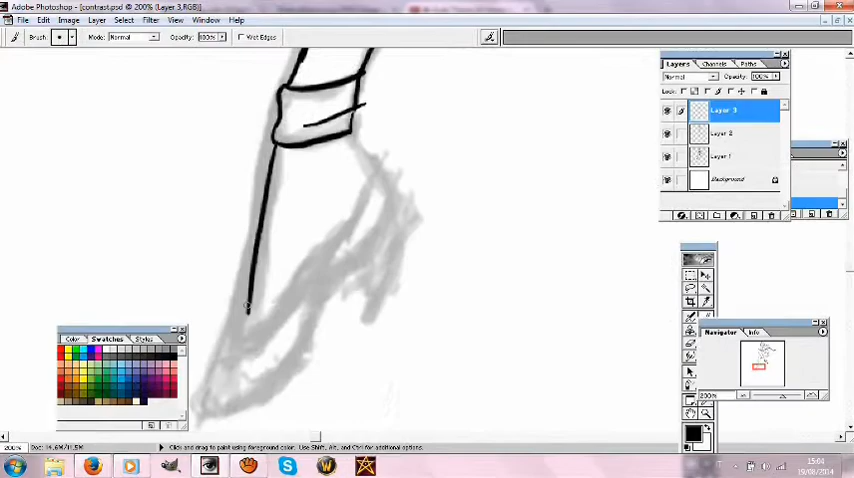 Adobe Photoshop - [contrast.psd @ 200% (Layer 3,RGB)]
File Edit Image Layer Select Filter View Window Help
Brush: Mode: Normal Opacity: 100% Wet Edges
Layers Channels Paths
Normal Opacity: 100%
Lock:
Layer 3
Layer 2
Layer 1
Background
Color Swatches Styles
Navigator Info
200%
200% Doc: 14,6M/11,5M Click and drag to paint using foreground color. Use Shift, Alt, and Ctrl for additional options.
15:04
19/08/2014